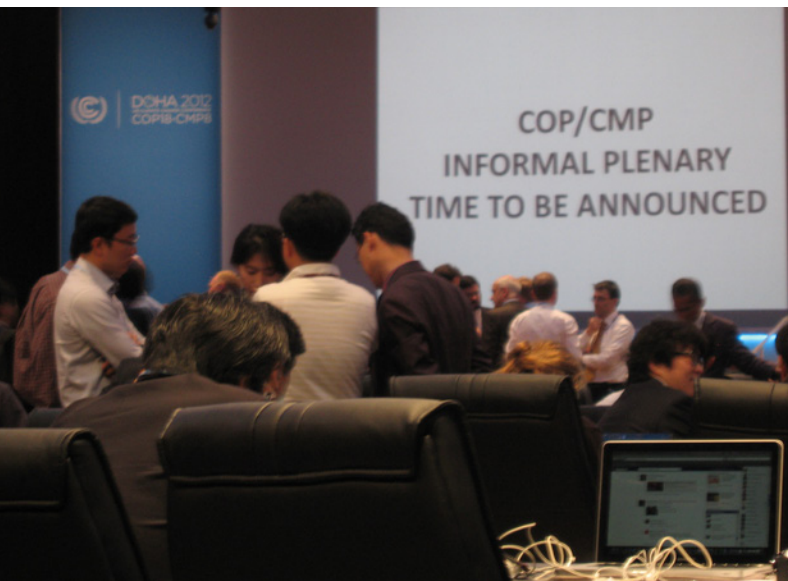 DOHA 2012
COP18·CMP8
COP/CMP
INFORMAL PLENARY
TIME TO BE ANNOUNCED